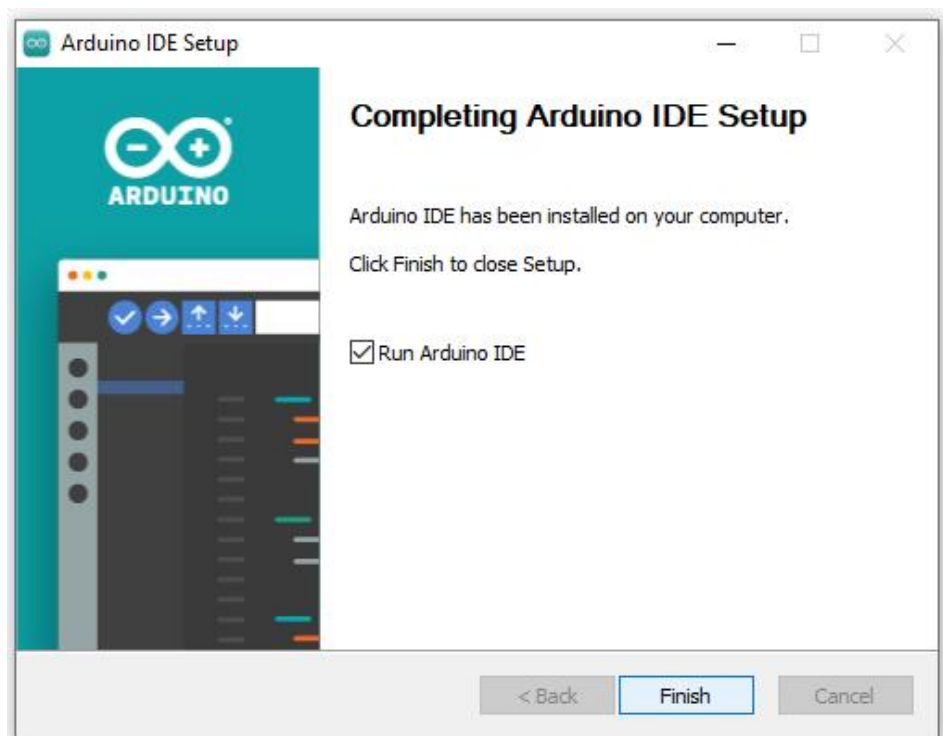 Arduino IDE Setup
ARDUINO
Completing Arduino IDE Setup
Arduino IDE has been installed on your computer.
Click Finish to close Setup.
Run Arduino IDE
< Back
Finish
Cancel